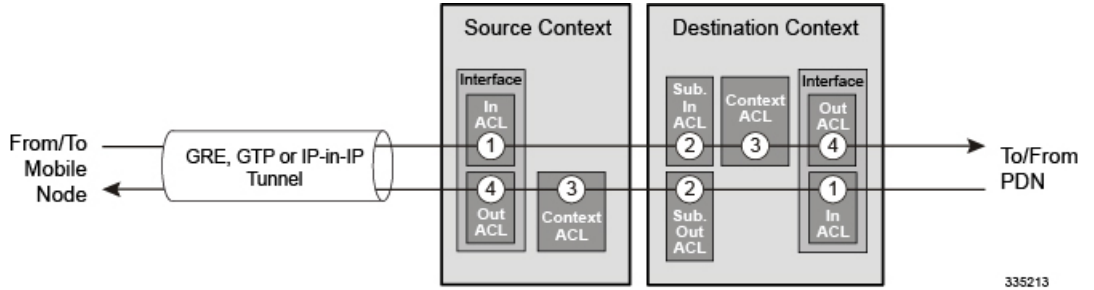 Source Context
Destination Context
Interface
In
ACL
1
Sub.
In
ACL
2
Context
ACL
3
Interface
Out
ACL
4
From/To
Mobile
Node
GRE, GTP or IP-in-IP
Tunnel
To/From
PDN
4
Out
ACL
3
Context
ACL
2
Sub.
Out
ACL
1
In
ACL
335213